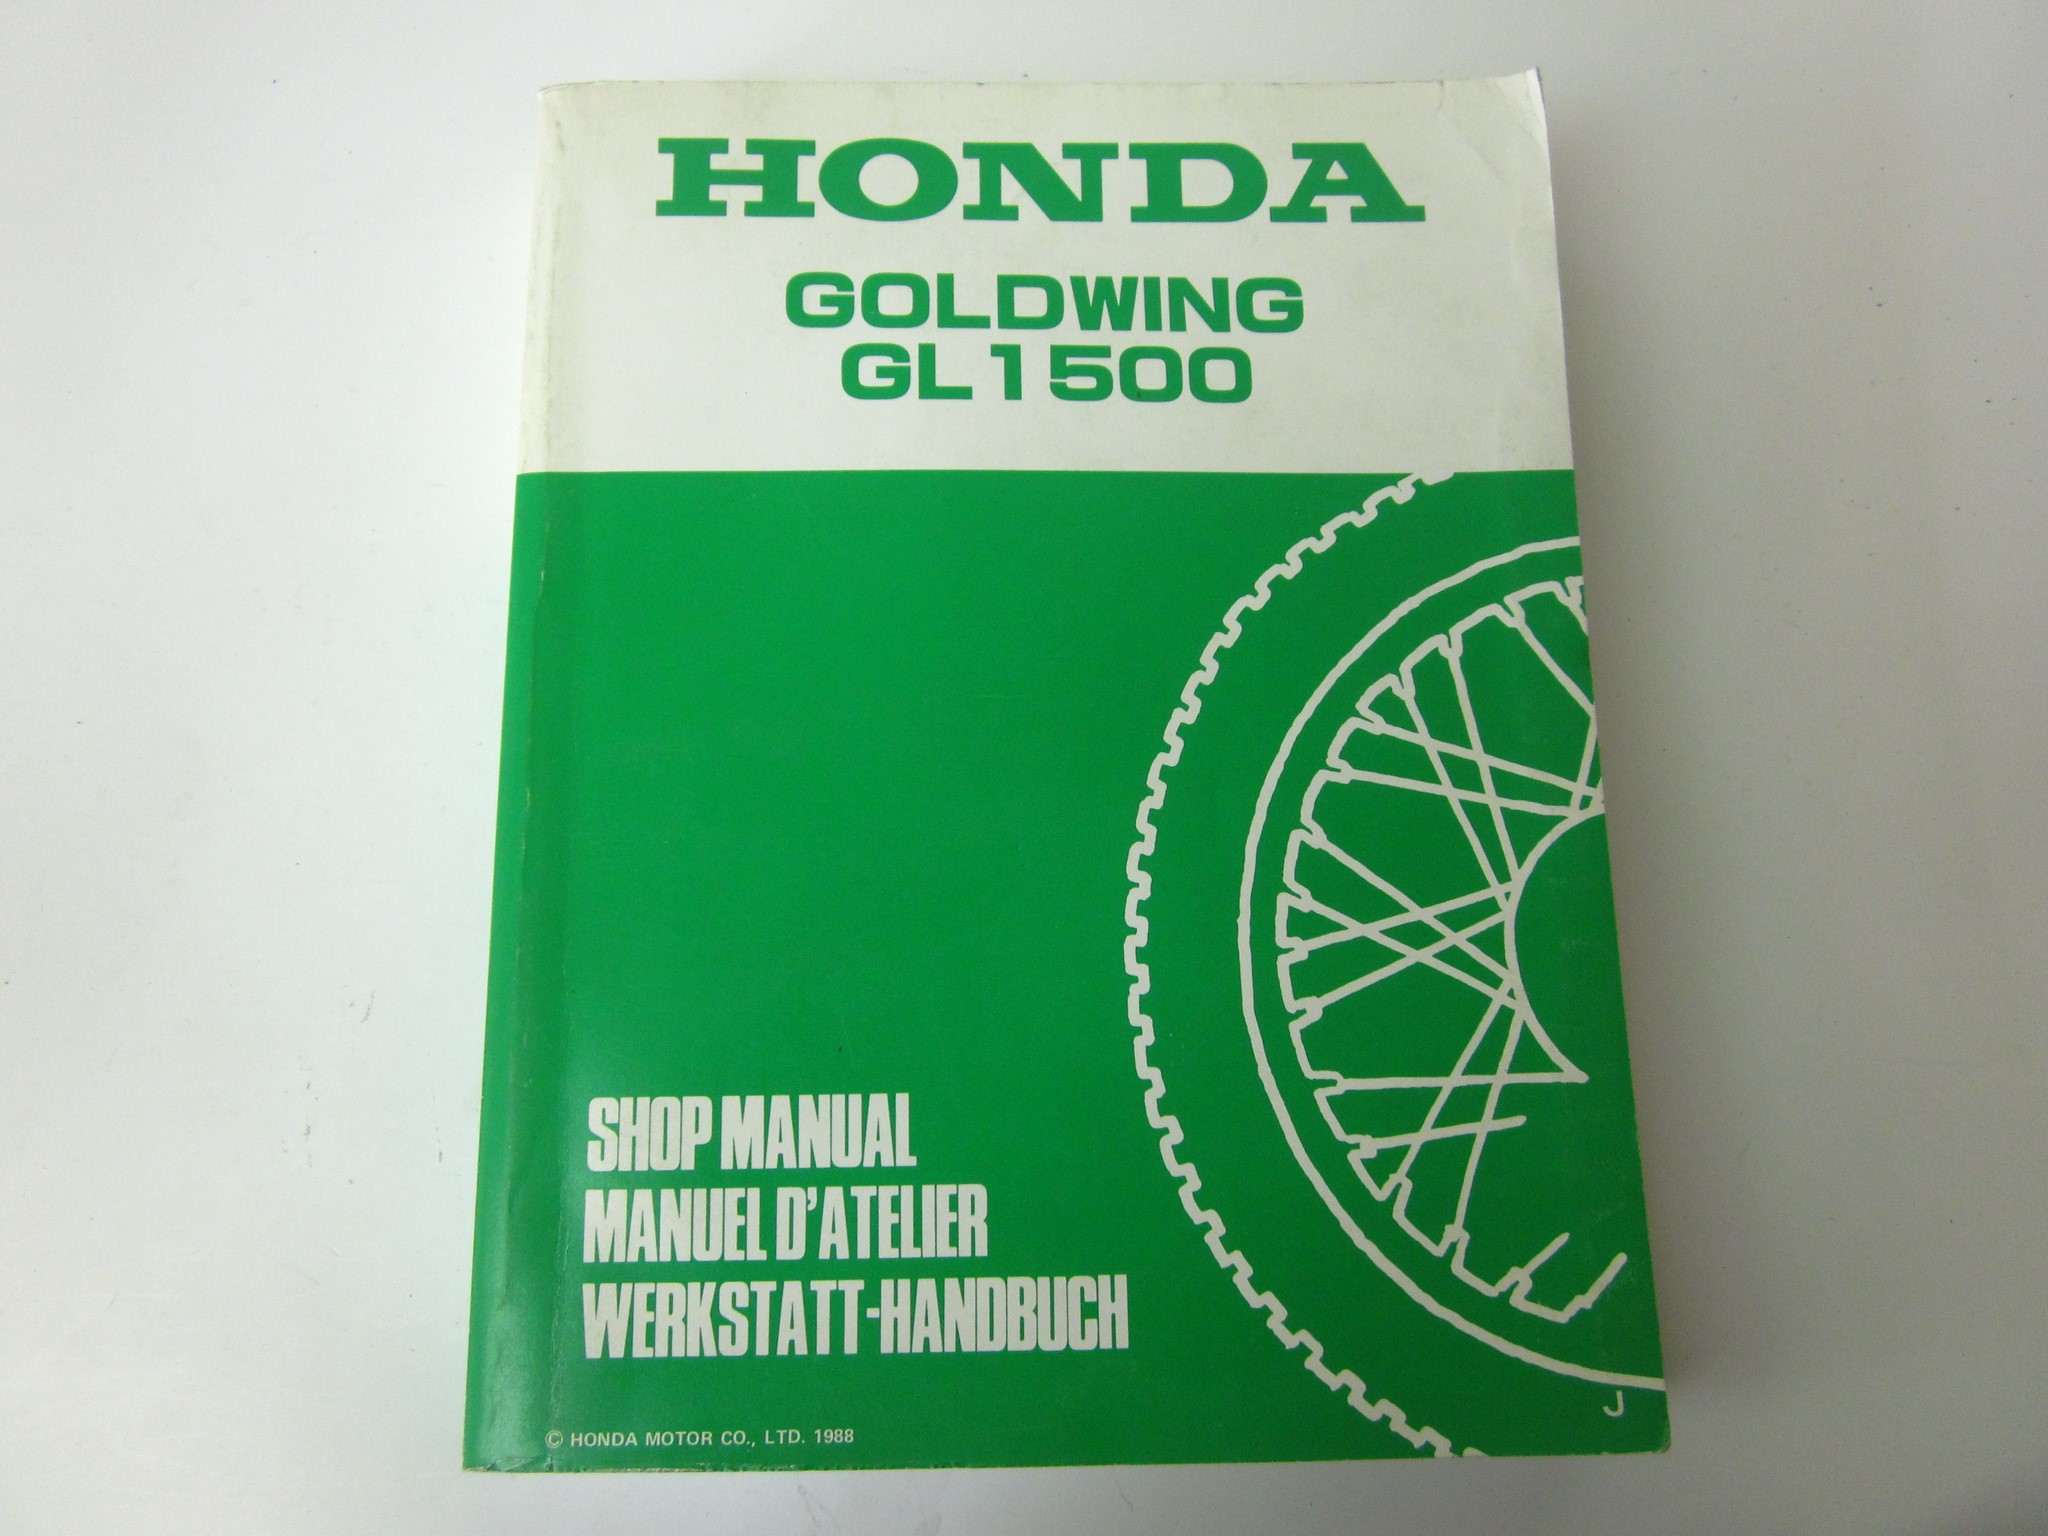 HONDA
GOLDWING
GL1500
SHOP MANUAL
MANUEL D'ATELIER
WERKSTATT-HANDBUCH
J
© HONDA MOTOR CO., LTD. 1988